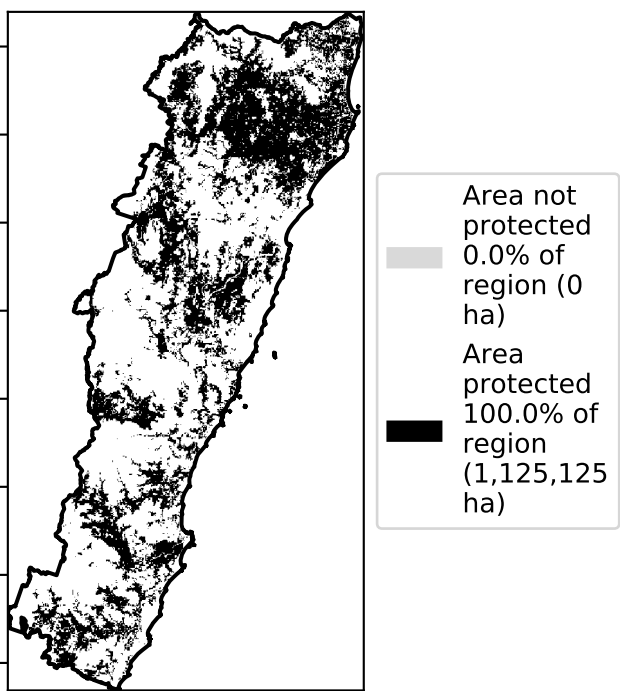 Area not
protected
0.0% of
region (0
ha)
Area
protected
100.0% of
region
(1,125,125
ha)